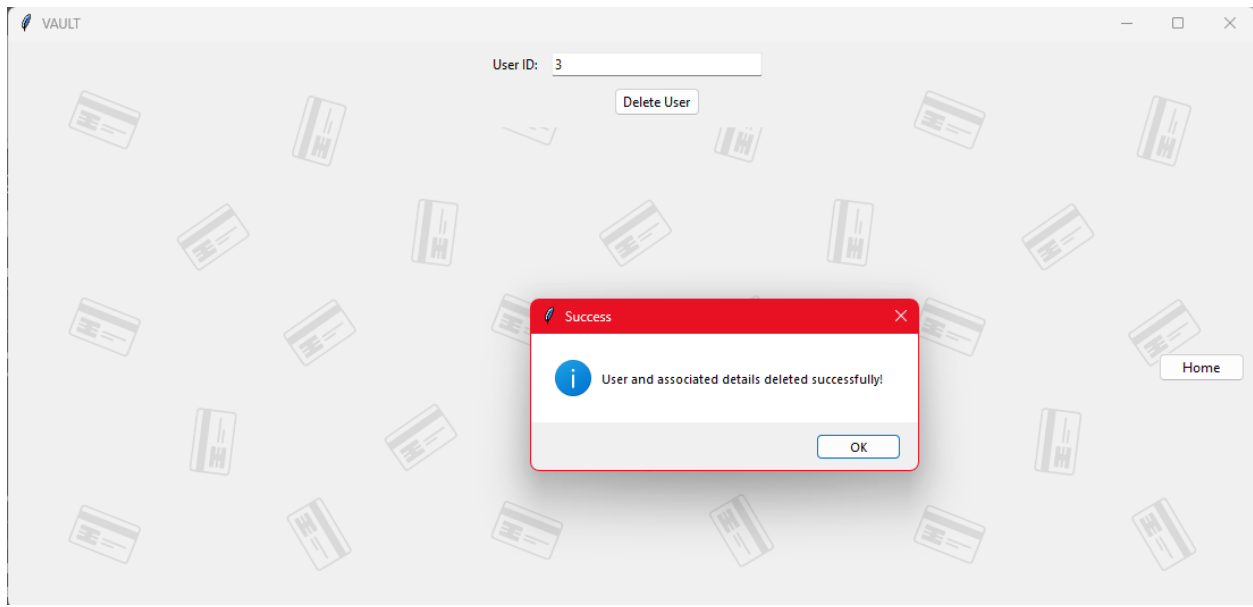 VAULT
User ID: 3
Delete User
Success
User and associated details deleted successfully!
Home
OK